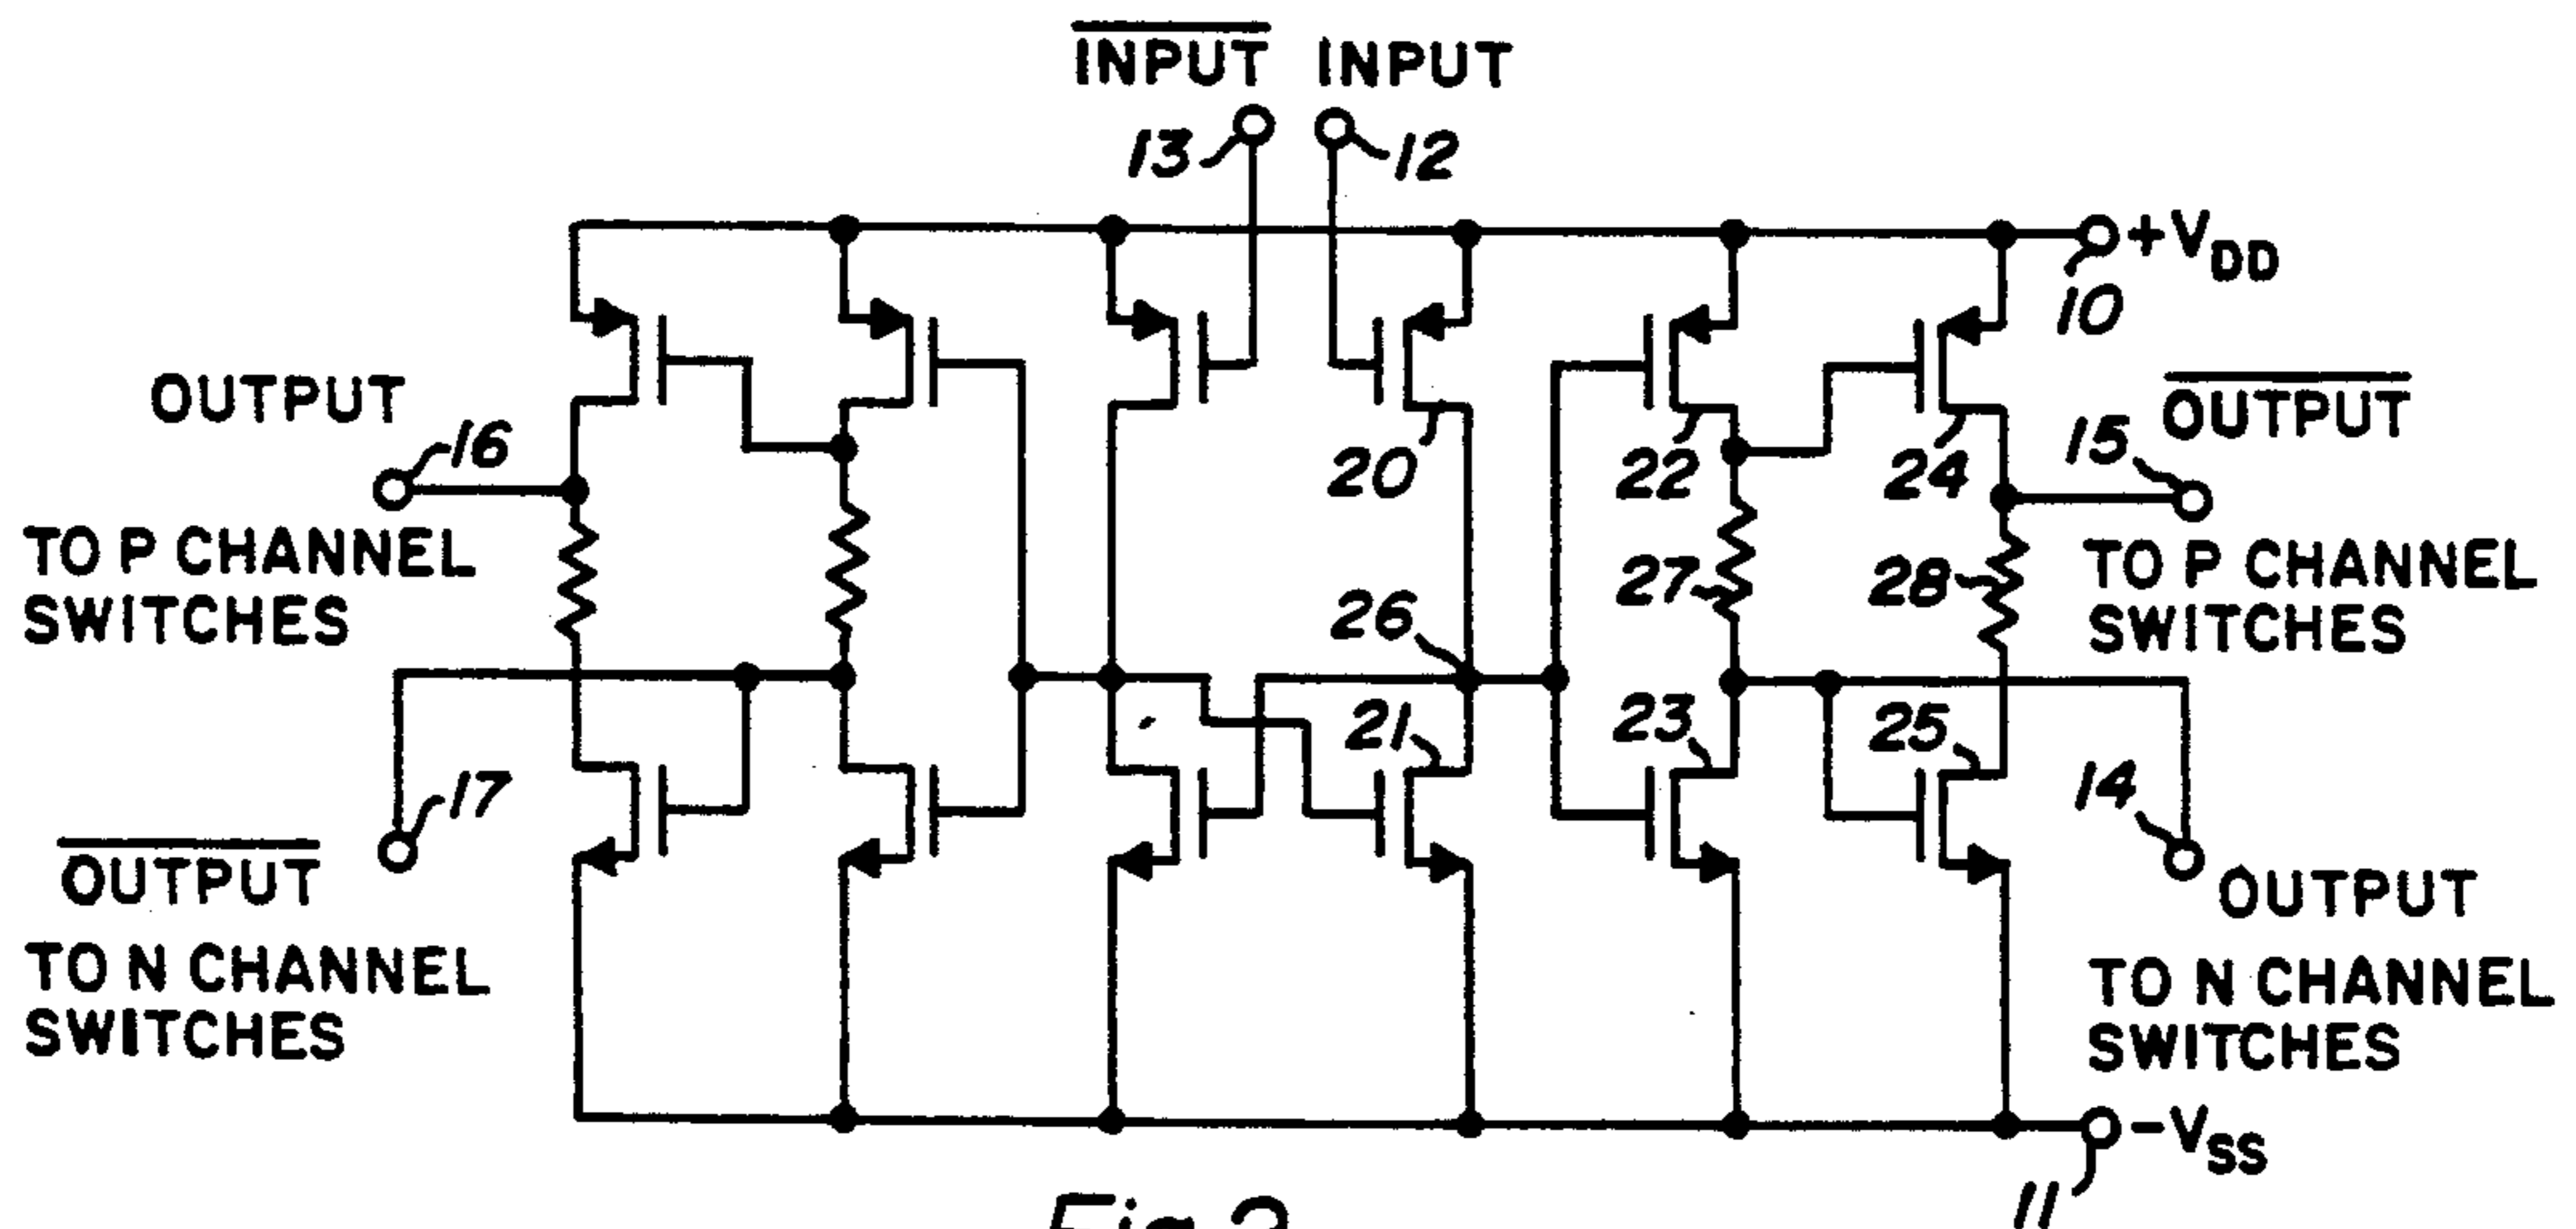 INPUT INPUT
13 12
+VDD
10
OUTPUT
16
TO P CHANNEL
SWITCHES
20
22
24
15
OUTPUT
TO P CHANNEL
SWITCHES
26
27
28
21
23
25
17
OUTPUT
TO N CHANNEL
SWITCHES
14
OUTPUT
TO N CHANNEL
SWITCHES
-VSS
11